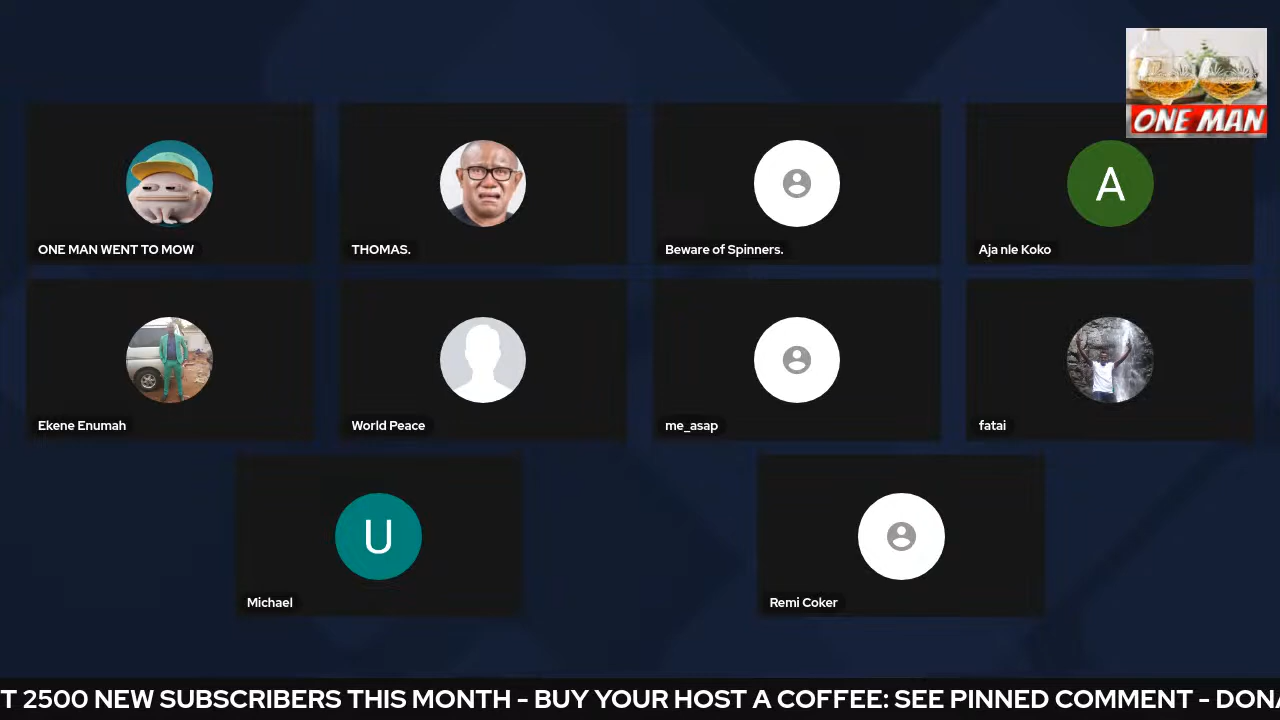 ONE MAN
ONE MAN WENT TO MOW
THOMAS.
Beware of Spinners.
A
Aja nle Koko
Ekene Enumah
World Peace
me_asap
fatai
U
Michael
Remi Coker
T 2500 NEW SUBSCRIBERS THIS MONTH - BUY YOUR HOST A COFFEE: SEE PINNED COMMENT - DON